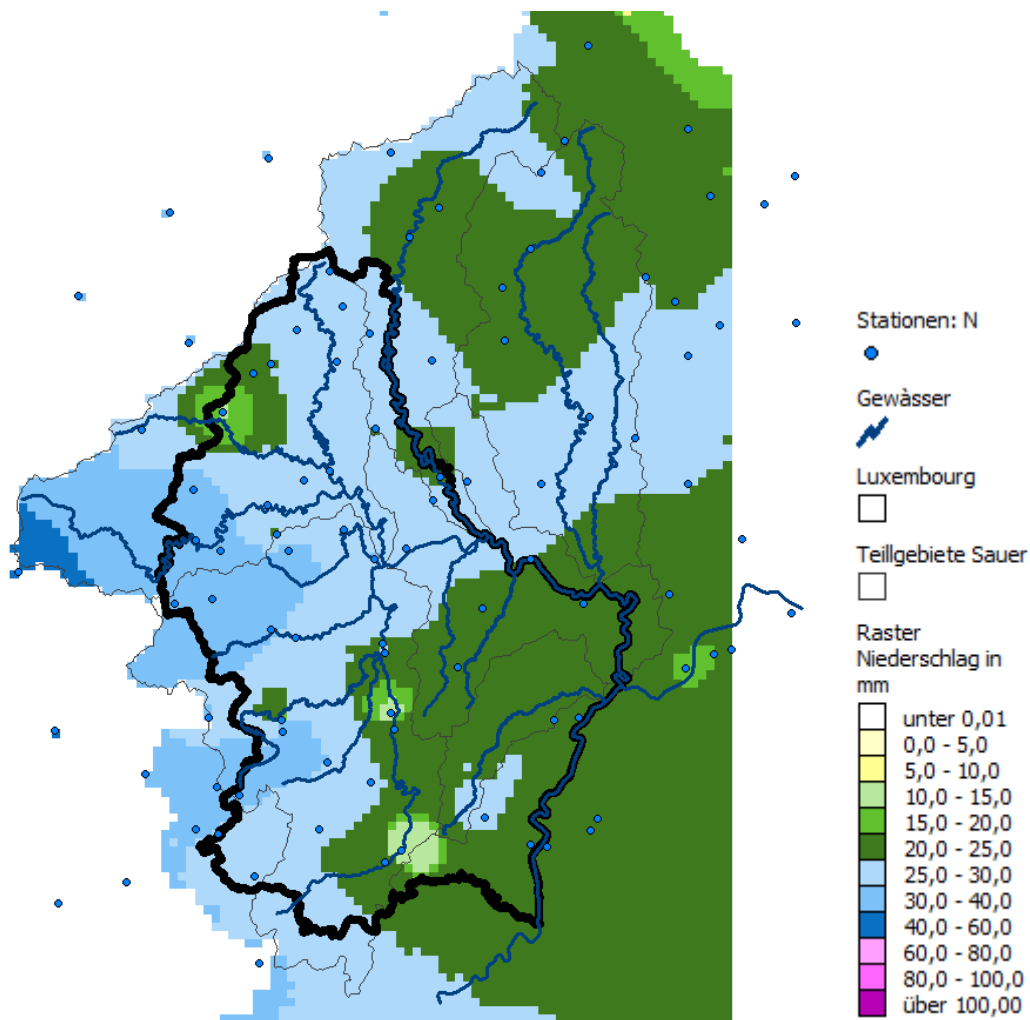 Stationen: N
Gewàsser
Luxembourg
Teillgebiete Sauer
Raster
Niederschlag in
mm
unter 0,01
0,0 - 5,0
5,0 - 10,0
10,0 - 15,0
15,0 - 20,0
20,0 - 25,0
25,0 - 30,0
30,0 - 40,0
40,0 - 60,0
60,0 - 80,0
80,0 - 100,0
über 100,00